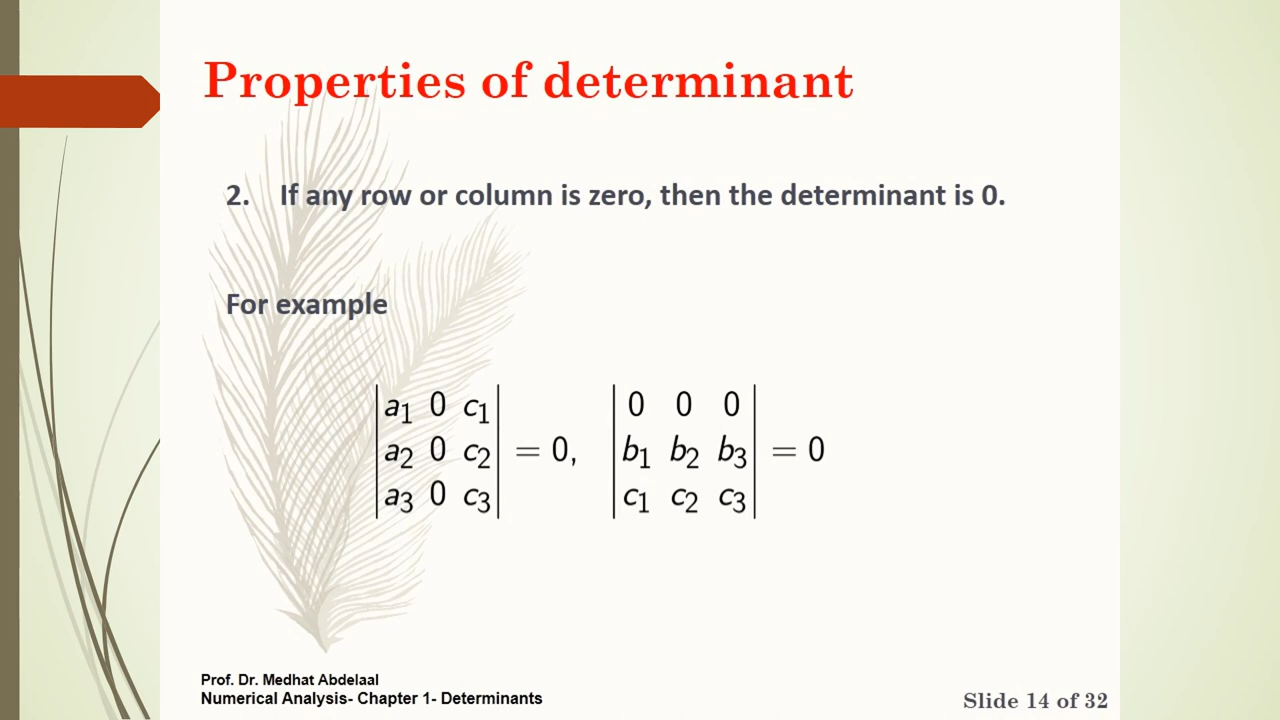 Properties of determinant
2. If any row or column is zero, then the determinant is 0.
For example
|a₁ 0 c₁| |0 0 0|
|a₂ 0 c₂| = 0, |b₁ b₂ b₃| = 0
|a₃ 0 c₃| |c₁ c₂ c₃|
Prof. Dr. Medhat Abdelaal
Numerical Analysis- Chapter 1- Determinants
Slide 14 of 32